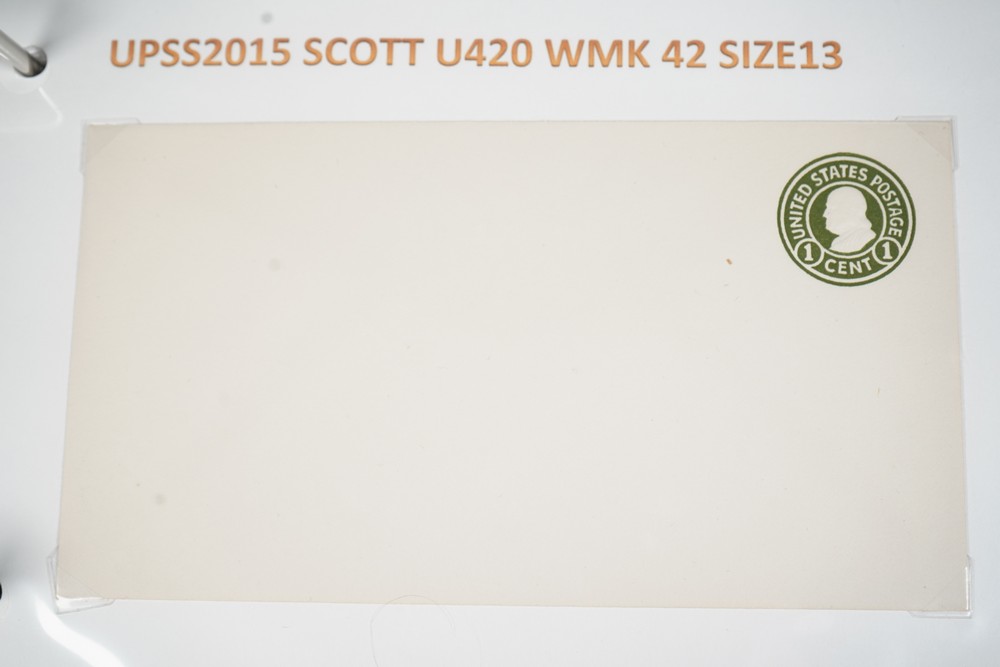 UPSS2015 SCOTT U420 WMK 42 SIZE13
UNITED STATES POSTAGE
1 CENT 1